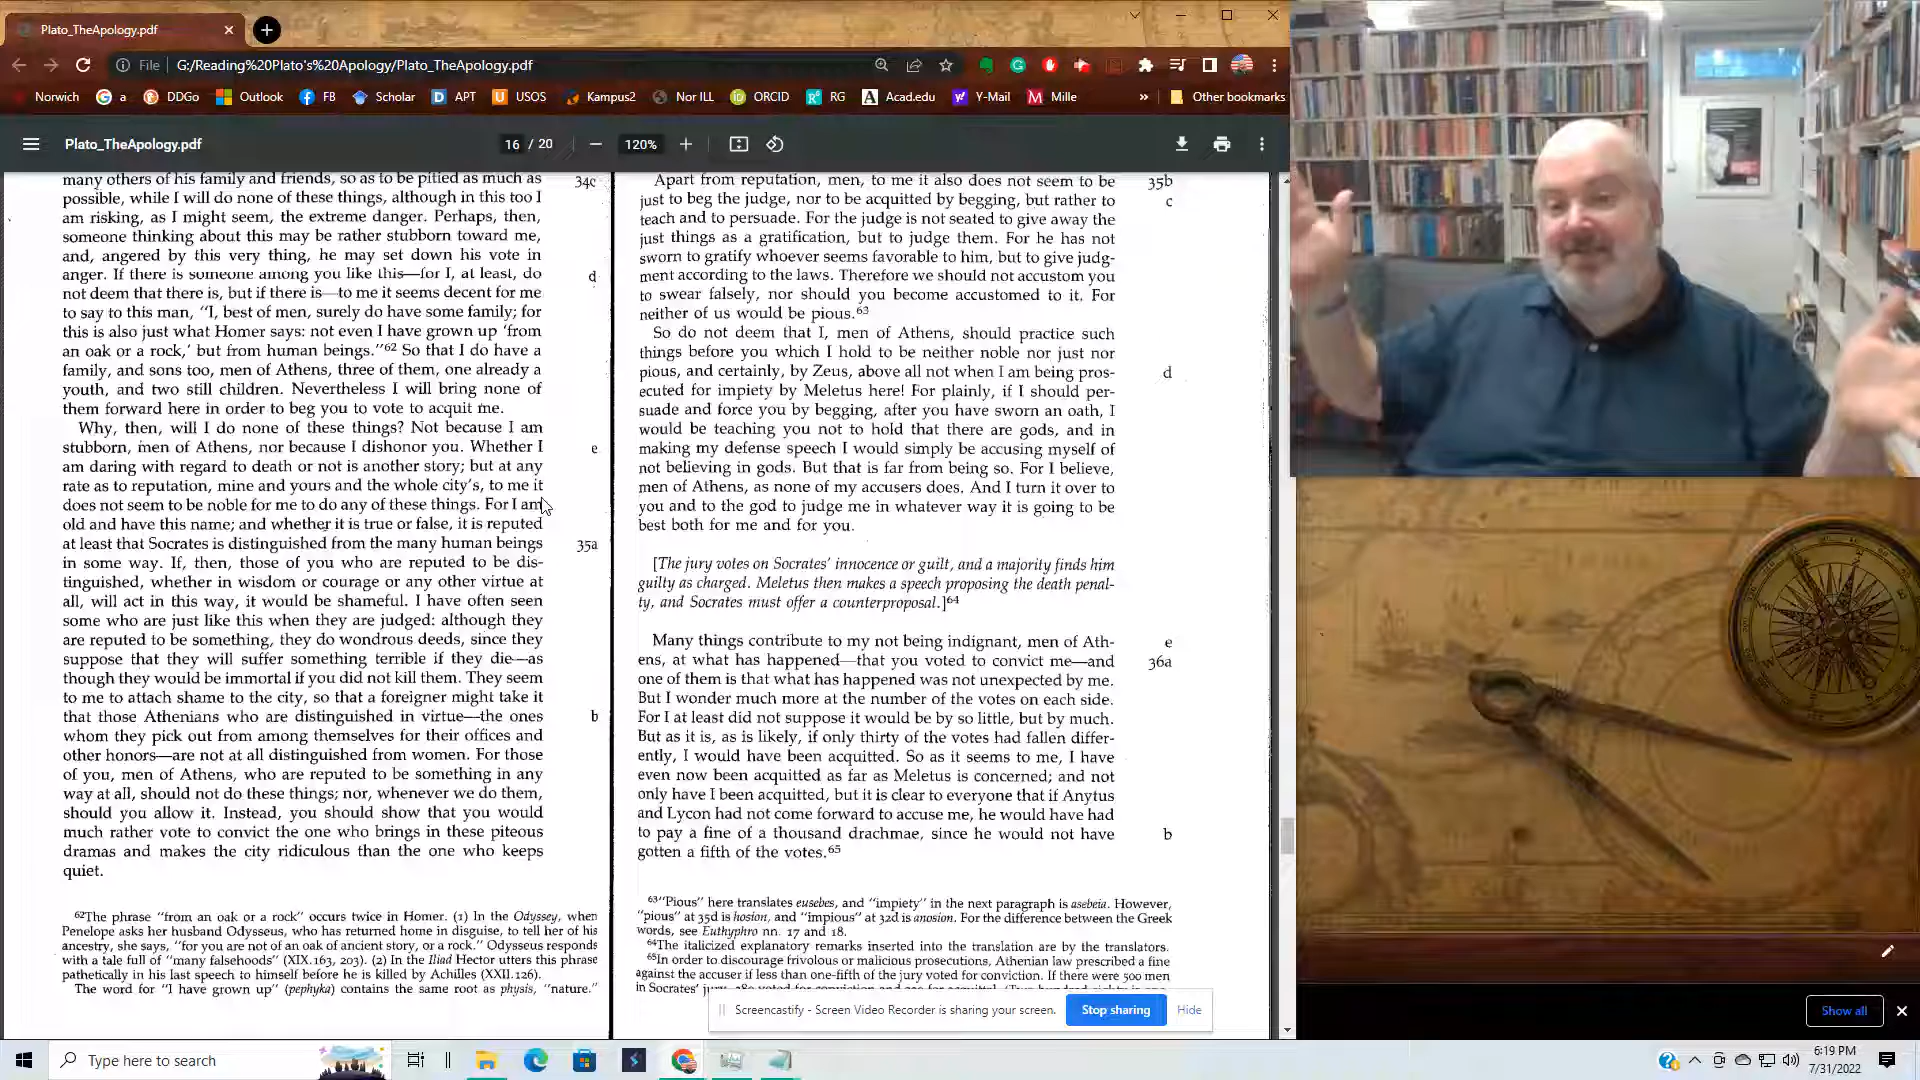 Plato_TheApology.pdf
File
G:/Reading%20Plato's%20Apology/Plato_TheApology.pdf
Norwich
a
DDGo
Outlook
FB
Scholar
APT
USOS
Kampus2
Nor ILL
ORCID
RG
Acad.edu
Y-Mail
Mille
»
Other bookmarks
Plato_TheApology.pdf
16 / 20
120%
many others of his family and friends, so as to be pitied as much as 34c
possible, while I will do none of these things, although in this too I
am risking, as I might seem, the extreme danger. Perhaps, then,
someone thinking about this may be rather stubborn toward me,
and, angered by this very thing, he may set down his vote in
anger. If there is someone among you like this—for I, at least, do d
not deem that there is, but if there is—to me it seems decent for me
to say to this man, "I, best of men, surely do have some family; for
this is also just what Homer says: not even I have grown up 'from
an oak or a rock,' but from human beings."62 So that I do have a
family, and sons too, men of Athens, three of them, one already a
youth, and two still children. Nevertheless I will bring none of
them forward here in order to beg you to vote to acquit me.
Why, then, will I do none of these things? Not because I am
stubborn, men of Athens, nor because I dishonor you. Whether I e
am daring with regard to death or not is another story; but at any
rate as to reputation, mine and yours and the whole city's, to me it
does not seem to be noble for me to do any of these things. For I am
old and have this name; and whether it is true or false, it is reputed
at least that Socrates is distinguished from the many human beings 35a
in some way. If, then, those of you who are reputed to be dis-
tinguished, whether in wisdom or courage or any other virtue at
all, will act in this way, it would be shameful. I have often seen
some who are just like this when they are judged: although they
are reputed to be something, they do wondrous deeds, since they
suppose that they will suffer something terrible if they die—as
though they would be immortal if you did not kill them. They seem
to me to attach shame to the city, so that a foreigner might take it
that those Athenians who are distinguished in virtue—the ones b
whom they pick out from among themselves for their offices and
other honors—are not at all distinguished from women. For those
of you, men of Athens, who are reputed to be something in any
way at all, should not do these things; nor, whenever we do them,
should you allow it. Instead, you should show that you would
much rather vote to convict the one who brings in these piteous
dramas and makes the city ridiculous than the one who keeps
quiet.
62The phrase "from an oak or a rock" occurs twice in Homer. (1) In the Odyssey, when
Penelope asks her husband Odysseus, who has returned home in disguise, to tell her of his
ancestry, she says, "for you are not of an oak of ancient story, or a rock." Odysseus responds
with a tale full of "many falsehoods" (XIX.163, 203). (2) In the Iliad Hector utters this phrase
pathetically in his last speech to himself before he is killed by Achilles (XXII.126).
The word for "I have grown up" (pephyka) contains the same root as physis, "nature."
Apart from reputation, men, to me it also does not seem to be 35b
just to beg the judge, nor to be acquitted by begging, but rather to c
teach and to persuade. For the judge is not seated to give away the
just things as a gratification, but to judge them. For he has not
sworn to gratify whoever seems favorable to him, but to give judg-
ment according to the laws. Therefore we should not accustom you
to swear falsely, nor should you become accustomed to it. For
neither of us would be pious.63
So do not deem that I, men of Athens, should practice such
things before you which I hold to be neither noble nor just nor
pious, and certainly, by Zeus, above all not when I am being pros- d
ecuted for impiety by Meletus here! For plainly, if I should per-
suade and force you by begging, after you have sworn an oath, I
would be teaching you not to hold that there are gods, and in
making my defense speech I would simply be accusing myself of
not believing in gods. But that is far from being so. For I believe,
men of Athens, as none of my accusers does. And I turn it over to
you and to the god to judge me in whatever way it is going to be
best both for me and for you.
[The jury votes on Socrates' innocence or guilt, and a majority finds him
guilty as charged. Meletus then makes a speech proposing the death penal-
ty, and Socrates must offer a counterproposal.]64
Many things contribute to my not being indignant, men of Ath- e
ens, at what has happened—that you voted to convict me—and 36a
one of them is that what has happened was not unexpected by me.
But I wonder much more at the number of the votes on each side.
For I at least did not suppose it would be by so little, but by much.
But as it is, as is likely, if only thirty of the votes had fallen differ-
ently, I would have been acquitted. So as it seems to me, I have
even now been acquitted as far as Meletus is concerned; and not
only have I been acquitted, but it is clear to everyone that if Anytus
and Lycon had not come forward to accuse me, he would have had
to pay a fine of a thousand drachmae, since he would not have b
gotten a fifth of the votes.65
63"Pious" here translates eusebes, and "impiety" in the next paragraph is asebeia. However,
"pious" at 35d is hosion, and "impious" at 32d is anosion. For the difference between the Greek
words, see Euthyphro nn. 17 and 18.
64The italicized explanatory remarks inserted into the translation are by the translators.
65In order to discourage frivolous or malicious prosecutions, Athenian law prescribed a fine
against the accuser if less than one-fifth of the jury voted for conviction. If there were 500 men
in Socrates'
Screencastify - Screen Video Recorder is sharing your screen.
Stop sharing
Hide
Show all
Type here to search
6:19 PM
7/31/2022